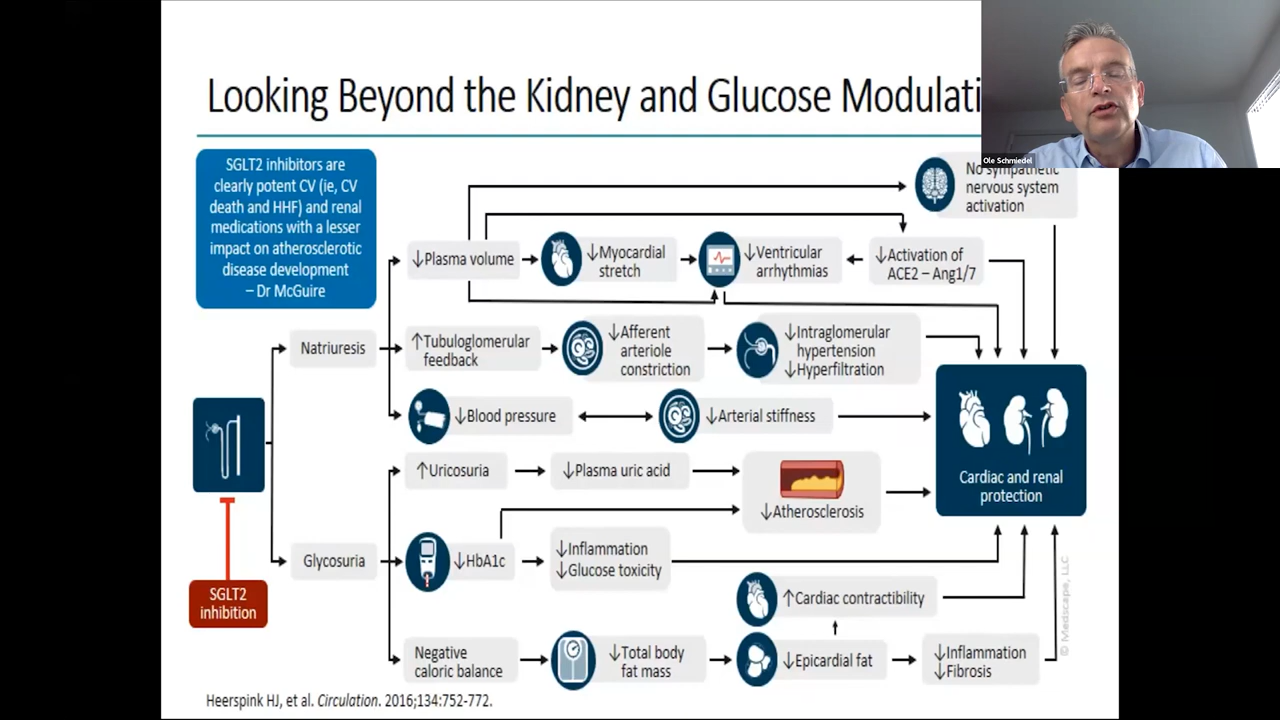 Looking Beyond the Kidney and Glucose Modulati
Ole Schmiedel
SGLT2 inhibitors are
clearly potent CV (ie, CV
death and HHF) and renal
medications with a lesser
impact on atherosclerotic
disease development
– Dr McGuire
No sympathetic
nervous system
activation
↓Plasma volume
↓Myocardial
stretch
↓Ventricular
arrhythmias
↓Activation of
ACE2 – Ang1/7
Natriuresis
↑Tubuloglomerular
feedback
↓Afferent
arteriole
constriction
↓Intraglomerular
hypertension
↓Hyperfiltration
↓Blood pressure
↓Arterial stiffness
Cardiac and renal
protection
↑Uricosuria
↓Plasma uric acid
↓Atherosclerosis
Glycosuria
↓HbA1c
↓Inflammation
↓Glucose toxicity
SGLT2
inhibition
↑Cardiac contractibility
Negative
caloric balance
↓Total body
fat mass
↓Epicardial fat
↓Inflammation
↓Fibrosis
© Medscape, LLC
Heerspink HJ, et al. Circulation. 2016;134:752-772.